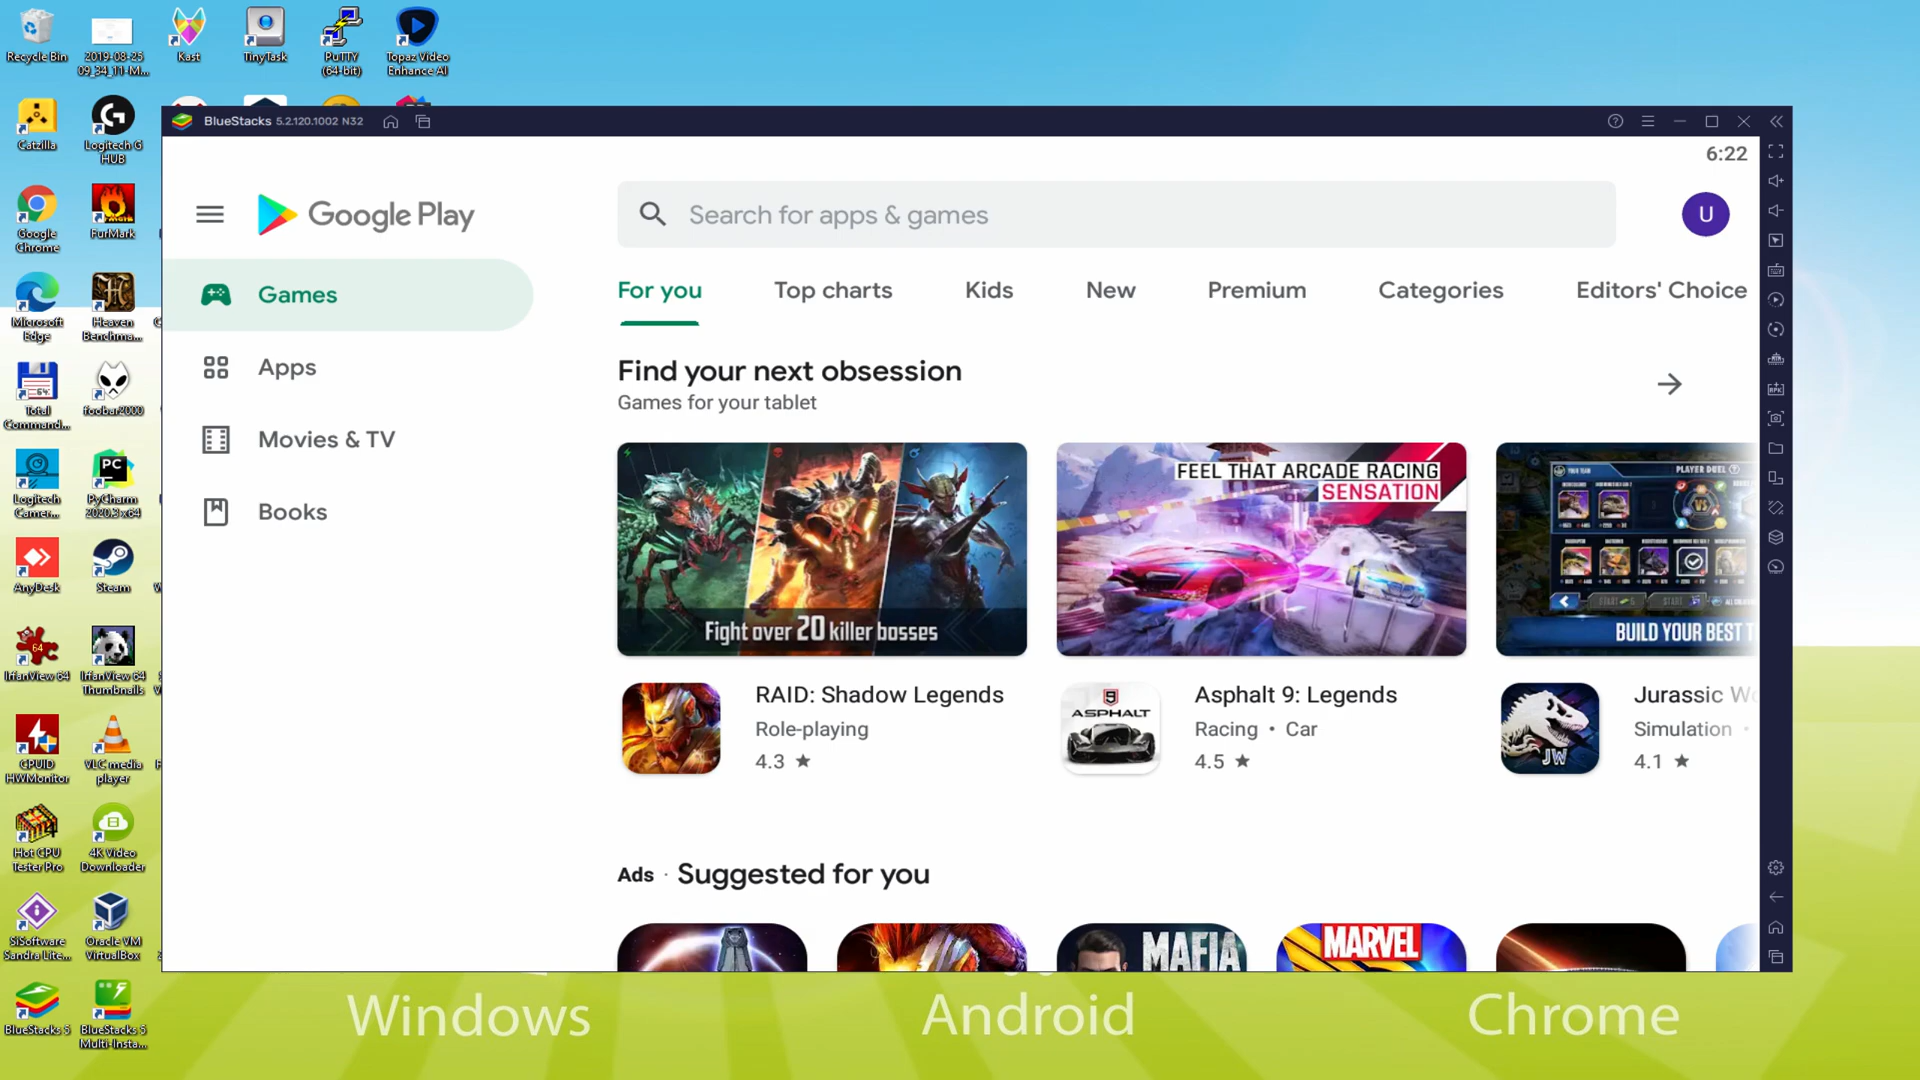 Recycle Bin
2019-08-25
09_34_11-M...
Kast
TinyTask
PuTTY
(64-bit)
Topaz Video
Enhance AI
Catzilla
Logitech G
HUB
Google
Chrome
FurMark
Microsoft
Edge
Heaven
Benchma...
Total
Command...
foobar2000
Logitech
Gamer...
PyCharm
2020.3 x64
AnyDesk
Steam
IrfanView 64
IrfanView 64
Thumbnails
CPUID
HWMonitor
VLC media
player
Hot CPU
Tester Pro
4K Video
Downloader
SiSoftware
Sandra Lite...
Oracle VM
VirtualBox
BlueStacks 5
BlueStacks 5
Multi-Insta...
BlueStacks 5.2.120.1002 N32
6:22
Google Play
Search for apps & games
U
Games
Apps
Movies & TV
Books
For you
Top charts
Kids
New
Premium
Categories
Editors' Choice
Find your next obsession
Games for your tablet
Fight over 20 killer bosses
FEEL THAT ARCADE RACING
SENSATION
PLAYER DUEL
VS
BUILD YOUR BEST T
RAID: Shadow Legends
Role-playing
4.3 ★
ASPHALT
Asphalt 9: Legends
Racing • Car
4.5 ★
JW
Jurassic Wo
Simulation •
4.1 ★
Ads · Suggested for you
MAFIA
MARVEL
Windows
Android
Chrome